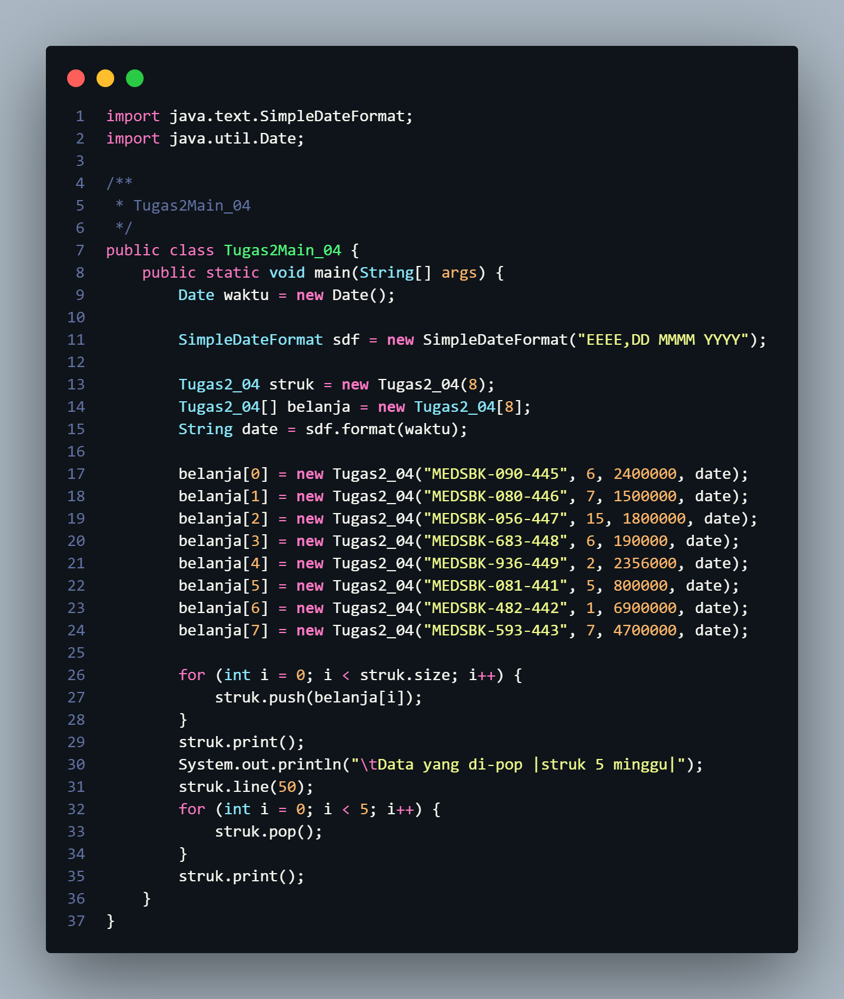 1 import java.text.SimpleDateFormat;
2 import java.util.Date;
3
4 /**
5  * Tugas2Main_04
6  */
7 public class Tugas2Main_04 {
8     public static void main(String[] args) {
9         Date waktu = new Date();
10
11         SimpleDateFormat sdf = new SimpleDateFormat("EEEE,DD MMMM YYYY");
12
13         Tugas2_04 struk = new Tugas2_04(8);
14         Tugas2_04[] belanja = new Tugas2_04[8];
15         String date = sdf.format(waktu);
16
17         belanja[0] = new Tugas2_04("MEDSBK-090-445", 6, 2400000, date);
18         belanja[1] = new Tugas2_04("MEDSBK-080-446", 7, 1500000, date);
19         belanja[2] = new Tugas2_04("MEDSBK-056-447", 15, 1800000, date);
20         belanja[3] = new Tugas2_04("MEDSBK-683-448", 6, 190000, date);
21         belanja[4] = new Tugas2_04("MEDSBK-936-449", 2, 2356000, date);
22         belanja[5] = new Tugas2_04("MEDSBK-081-441", 5, 800000, date);
23         belanja[6] = new Tugas2_04("MEDSBK-482-442", 1, 6900000, date);
24         belanja[7] = new Tugas2_04("MEDSBK-593-443", 7, 4700000, date);
25
26         for (int i = 0; i < struk.size; i++) {
27             struk.push(belanja[i]);
28         }
29         struk.print();
30         System.out.println("\tData yang di-pop |struk 5 minggu|");
31         struk.line(50);
32         for (int i = 0; i < 5; i++) {
33             struk.pop();
34         }
35         struk.print();
36     }
37 }